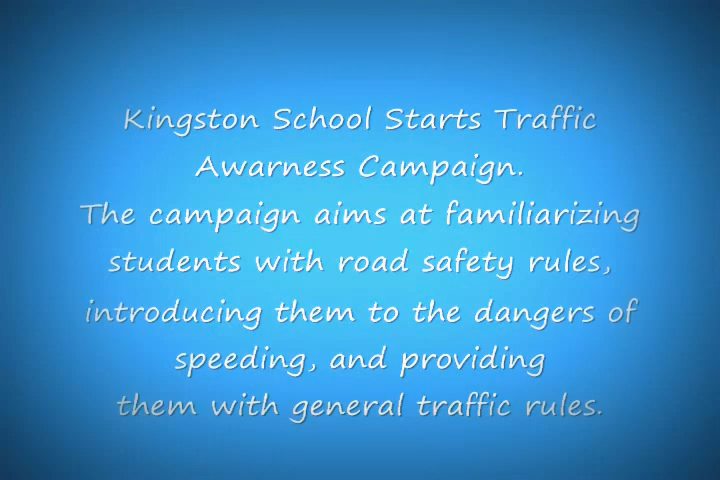 Kingston School Starts Traffic
Awarness Campaign.
The campaign aims at familiarizing
students with road safety rules,
introducing them to the dangers of
speeding, and providing
them with general traffic rules.